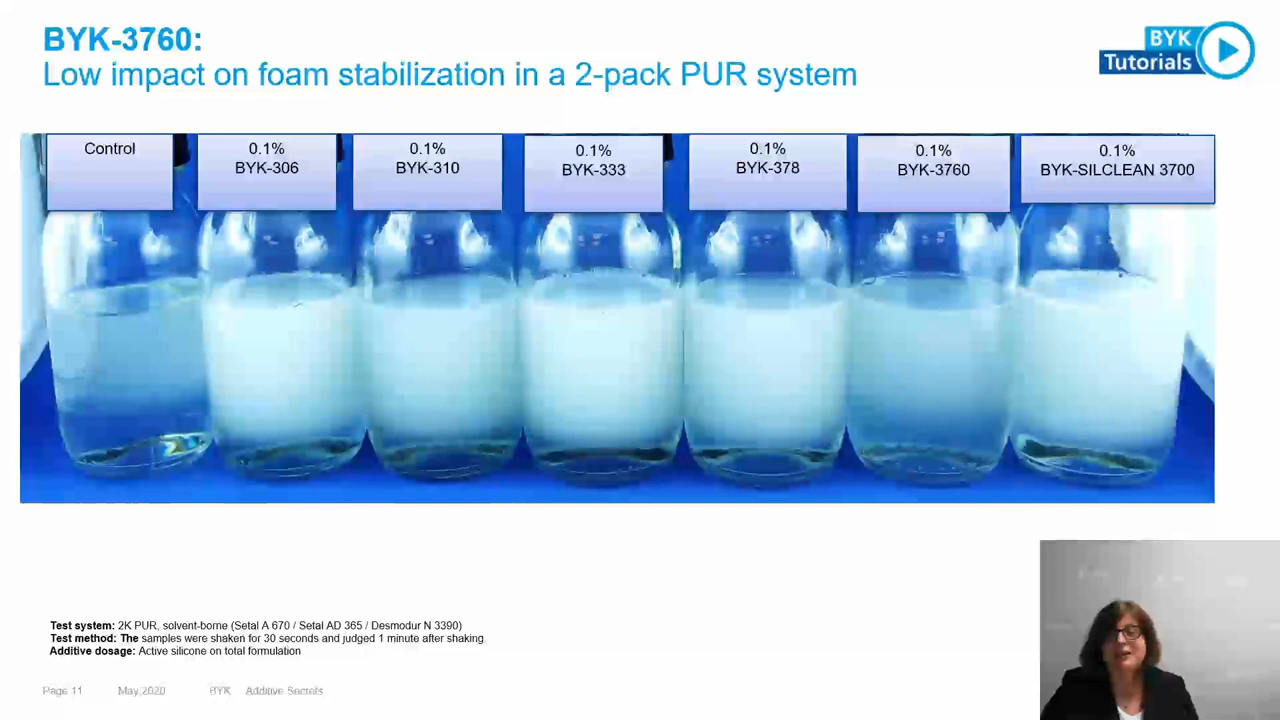 BYK-3760:
Low impact on foam stabilization in a 2-pack PUR system
BYK
Tutorials
Control
0.1%
BYK-306
0.1%
BYK-310
0.1%
BYK-333
0.1%
BYK-378
0.1%
BYK-3760
0.1%
BYK-SILCLEAN 3700
Test system: 2K PUR, solvent-borne (Setal A 670 / Setal AD 365 / Desmodur N 3390)
Test method: The samples were shaken for 30 seconds and judged 1 minute after shaking.
Additive dosage: Active silicone on total formulation
Page 11 May, 2020 BYK Additive Secrets